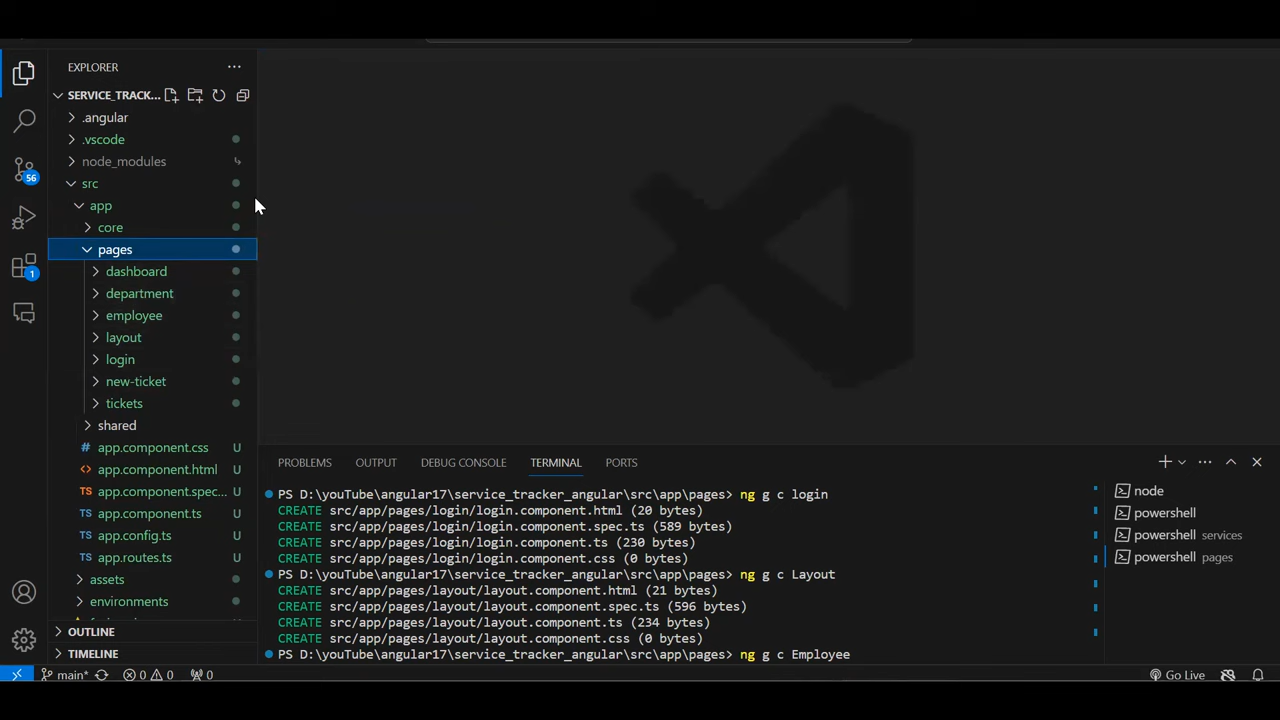 EXPLORER
SERVICE_TRACK...
.angular
.vscode
node_modules
56
src
app
core
pages
1
dashboard
department
employee
layout
login
new-ticket
tickets
shared
app.component.css U
app.component.html U
app.component.spec... U
app.component.ts U
app.config.ts U
app.routes.ts U
assets
environments
OUTLINE
TIMELINE
PROBLEMS OUTPUT DEBUG CONSOLE TERMINAL PORTS
PS D:\youTube\angular17\service_tracker_angular\src\app\pages> ng g c login
CREATE src/app/pages/login/login.component.html (20 bytes)
CREATE src/app/pages/login/login.component.spec.ts (589 bytes)
CREATE src/app/pages/login/login.component.ts (230 bytes)
CREATE src/app/pages/login/login.component.css (0 bytes)
PS D:\youTube\angular17\service_tracker_angular\src\app\pages> ng g c Layout
CREATE src/app/pages/layout/layout.component.html (21 bytes)
CREATE src/app/pages/layout/layout.component.spec.ts (596 bytes)
CREATE src/app/pages/layout/layout.component.ts (234 bytes)
CREATE src/app/pages/layout/layout.component.css (0 bytes)
PS D:\youTube\angular17\service_tracker_angular\src\app\pages> ng g c Employee
node
powershell
powershell services
powershell pages
main* 0 0 0 Go Live